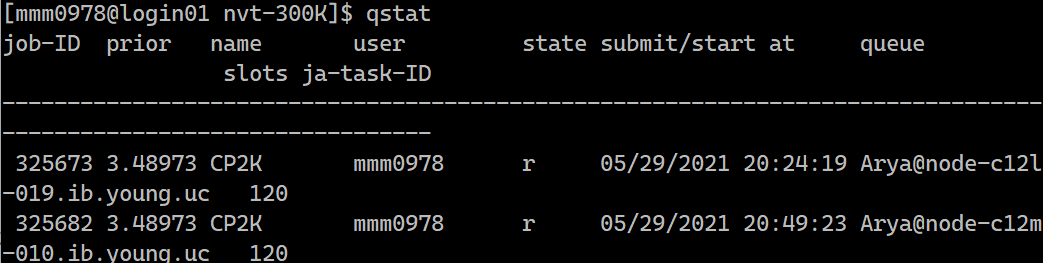 [mmm0978@login01 nvt-300K]$ qstat
job-ID  prior   name       user         state submit/start at     queue
                 slots ja-task-ID
--------------------------------------------------------------------------------
---------------------------------
 325673 3.48973 CP2K       mmm0978      r     05/29/2021 20:24:19 Arya@node-c12l
-019.ib.young.uc   120
 325682 3.48973 CP2K       mmm0978      r     05/29/2021 20:49:23 Arya@node-c12m
-010.ib.young.uc   120